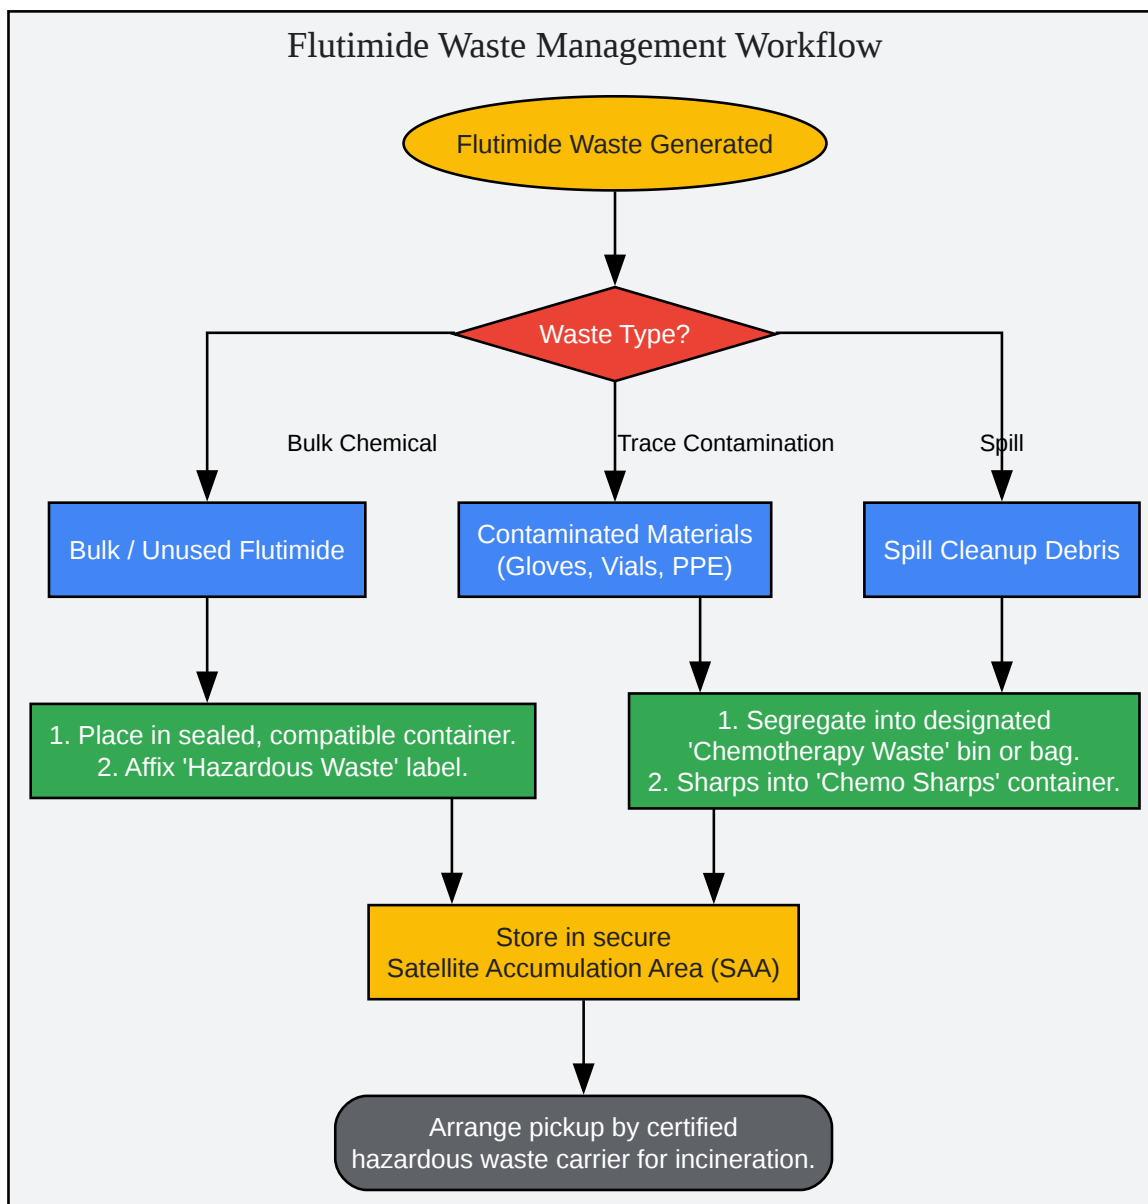 Flutimide Waste Management Workflow
Flutimide Waste Generated
Waste Type?
Bulk Chemical
Trace Contamination
Spill
Bulk / Unused Flutimide
Contaminated Materials
(Gloves, Vials, PPE)
Spill Cleanup Debris
1. Place in sealed, compatible container.
2. Affix 'Hazardous Waste' label.
1. Segregate into designated
'Chemotherapy Waste' bin or bag.
2. Sharps into 'Chemo Sharps' container.
Store in secure
Satellite Accumulation Area (SAA)
Arrange pickup by certified
hazardous waste carrier for incineration.